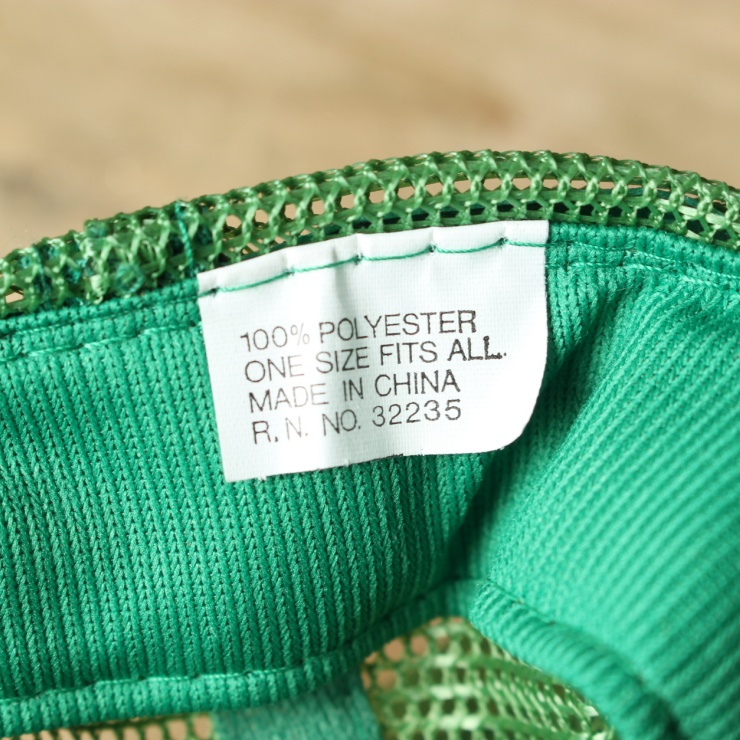 100% POLYESTER
ONE SIZE FITS ALL.
MADE IN CHINA
R. N. NO. 32235